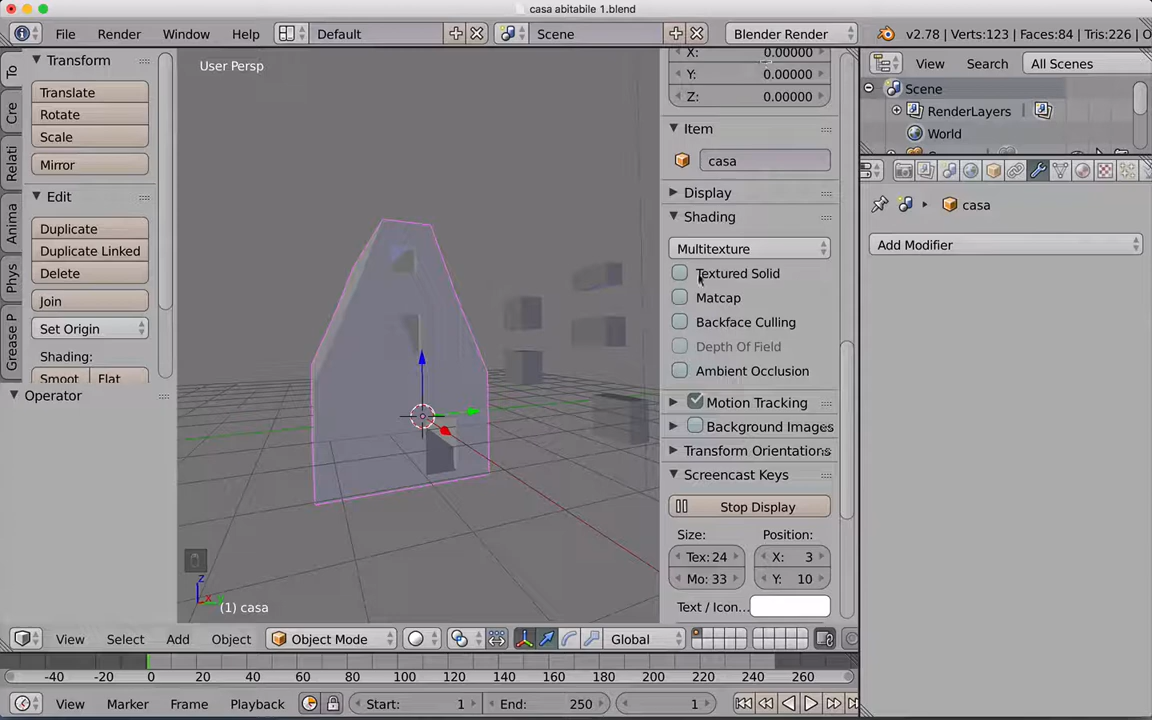 casa abitabile 1.blend
File Render Window Help Default Scene Blender Render v2.78 | Verts:123 | Faces:84 | Tris:226 | O
Transform
Translate
Rotate
Scale
Mirror
Edit
Duplicate
Duplicate Linked
Delete
Join
Set Origin
Shading:
Smoot Flat
Operator
To
Cre
Relati
Anima
Phys
Grease P
User Persp
(1) casa
z
x
X: 0.00000
Y: 0.00000
Z: 0.00000
Item
casa
Display
Shading
Multitexture
Textured Solid
Matcap
Backface Culling
Depth Of Field
Ambient Occlusion
Motion Tracking
Background Images
Transform Orientations
Screencast Keys
Stop Display
Size: Position:
Tex: 24 X: 3
Mo: 33 Y: 10
Text / Icon...
View Search All Scenes
Scene
RenderLayers
World
casa
Add Modifier
View Select Add Object Object Mode Global
-40 -20 0 20 40 60 80 100 120 140 160 180 200 220 240 260
View Marker Frame Playback Start: 1 End: 250 1